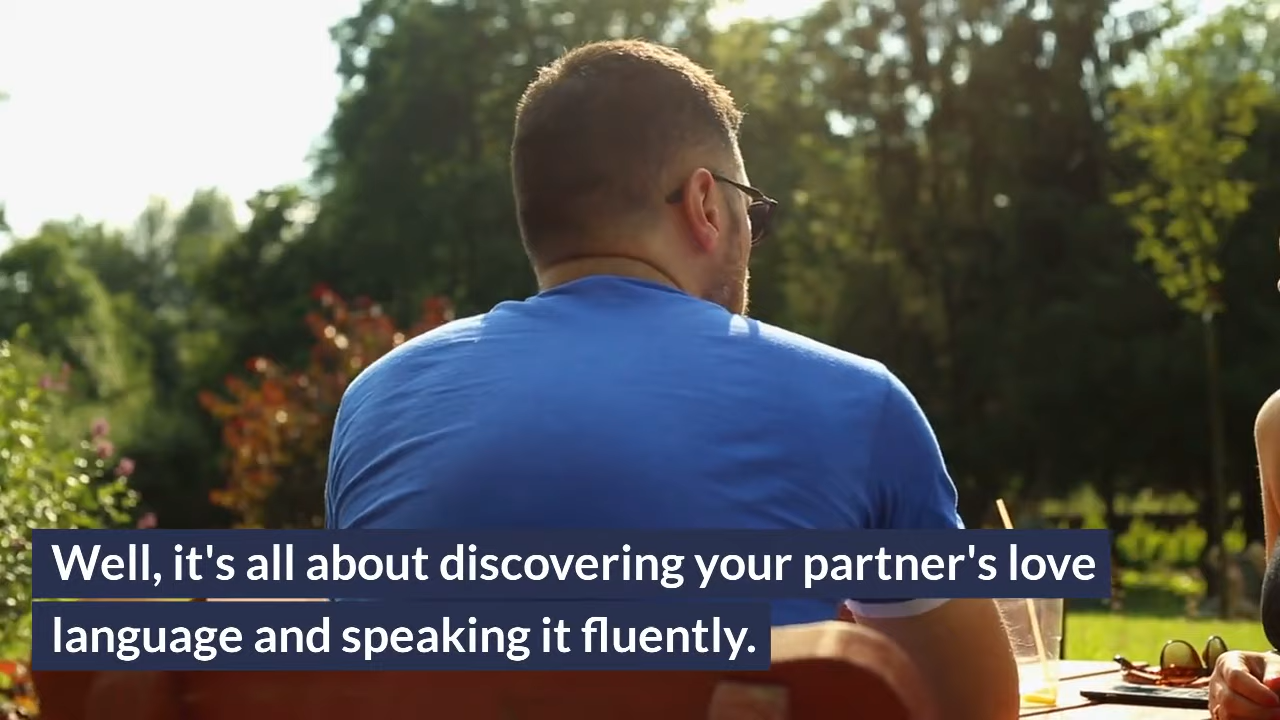 Well, it's all about discovering your partner's love
language and speaking it fluently.